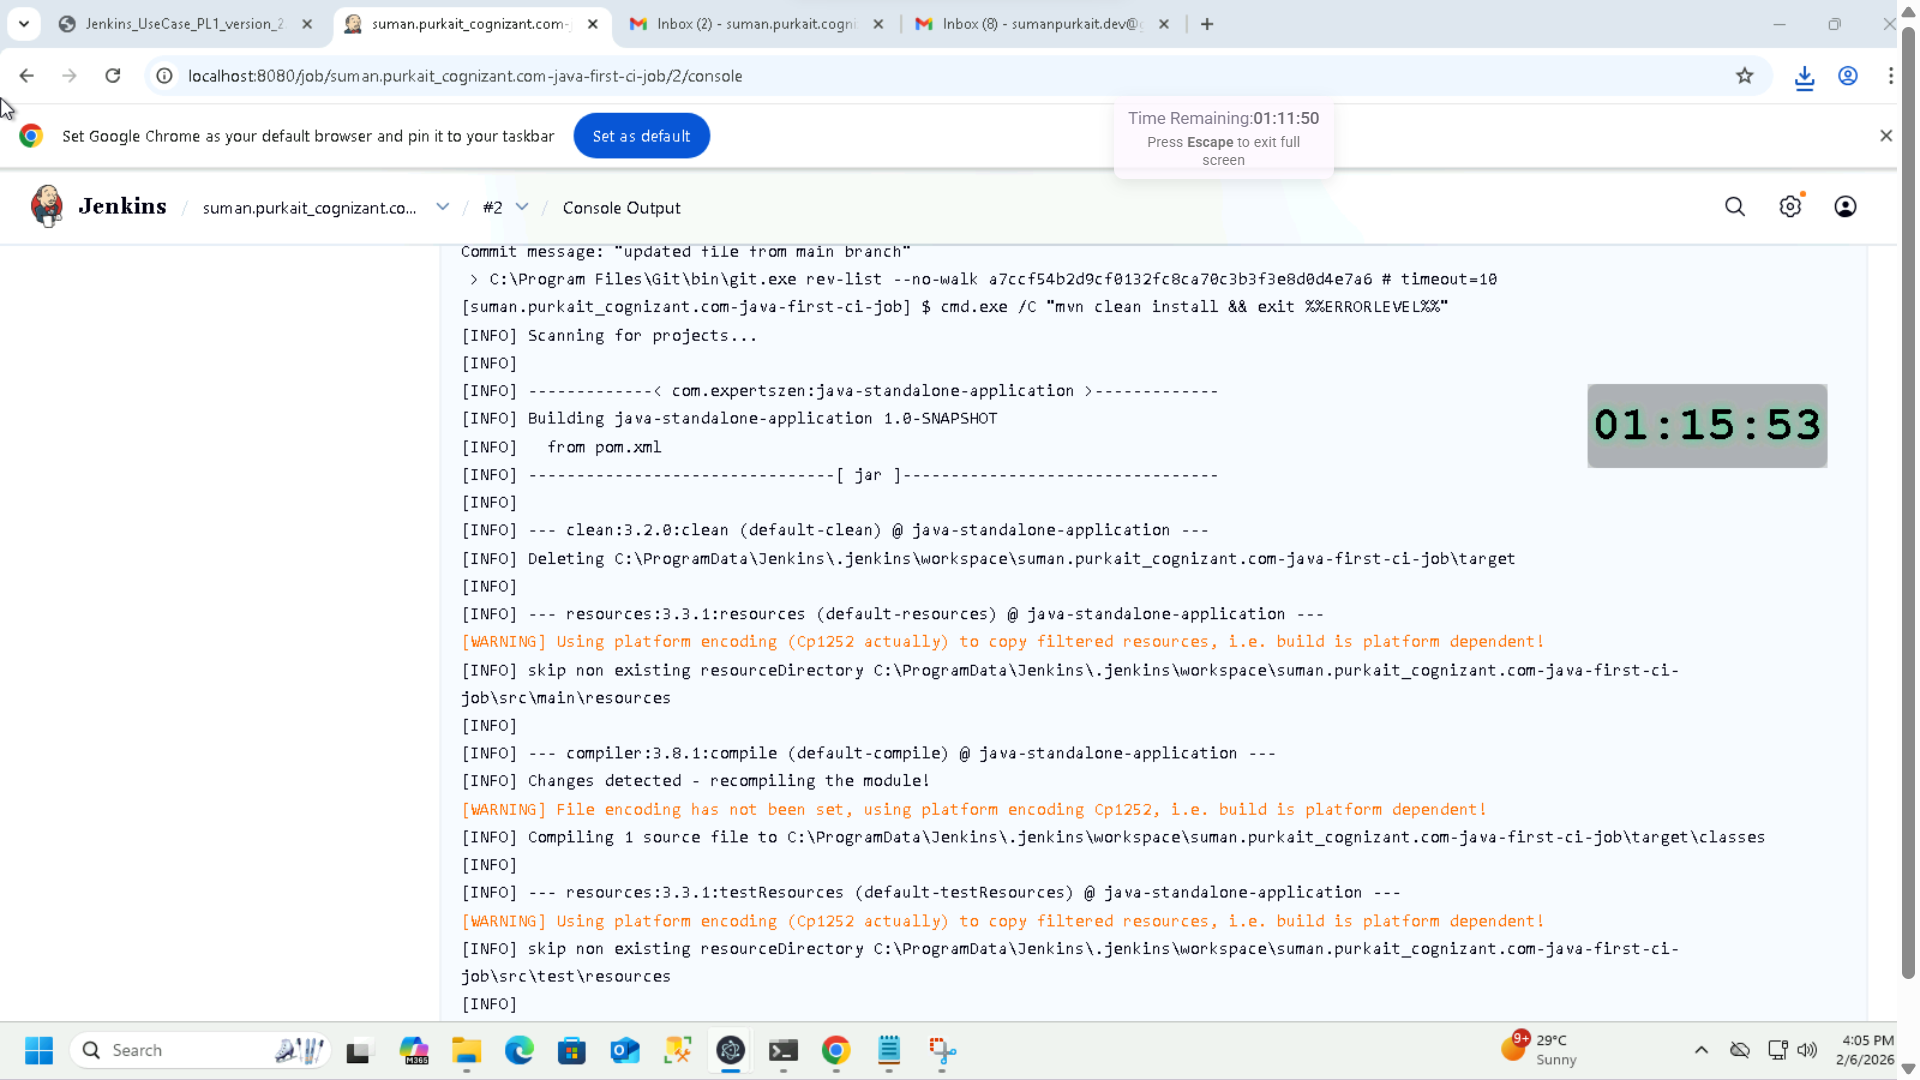 Jenkins_UseCase_PL1_version_2
suman.purkait_cognizant.com-
Inbox (2) - suman.purkait.cogni
Inbox (8) - sumanpurkait.dev@
localhost:8080/job/suman.purkait_cognizant.com-java-first-ci-job/2/console
Set Google Chrome as your default browser and pin it to your taskbar
Set as default
Time Remaining:01:11:50
Press Escape to exit full
screen
Jenkins / suman.purkait_cognizant.co... / #2 / Console Output
Commit message: "updated file from main branch"
> C:\Program Files\Git\bin\git.exe rev-list --no-walk a7ccf54b2d9cf0132fc8ca70c3b3f3e8d0d4e7a6 # timeout=10
[suman.purkait_cognizant.com-java-first-ci-job] $ cmd.exe /C "mvn clean install && exit %%ERRORLEVEL%%"
[INFO] Scanning for projects...
[INFO]
[INFO] -------------< com.expertszen:java-standalone-application >-------------
[INFO] Building java-standalone-application 1.0-SNAPSHOT
[INFO]   from pom.xml
[INFO] --------------------------------[ jar ]---------------------------------
[INFO]
[INFO] --- clean:3.2.0:clean (default-clean) @ java-standalone-application ---
[INFO] Deleting C:\ProgramData\Jenkins\.jenkins\workspace\suman.purkait_cognizant.com-java-first-ci-job\target
[INFO]
[INFO] --- resources:3.3.1:resources (default-resources) @ java-standalone-application ---
[WARNING] Using platform encoding (Cp1252 actually) to copy filtered resources, i.e. build is platform dependent!
[INFO] skip non existing resourceDirectory C:\ProgramData\Jenkins\.jenkins\workspace\suman.purkait_cognizant.com-java-first-ci-
job\src\main\resources
[INFO]
[INFO] --- compiler:3.8.1:compile (default-compile) @ java-standalone-application ---
[INFO] Changes detected - recompiling the module!
[WARNING] File encoding has not been set, using platform encoding Cp1252, i.e. build is platform dependent!
[INFO] Compiling 1 source file to C:\ProgramData\Jenkins\.jenkins\workspace\suman.purkait_cognizant.com-java-first-ci-job\target\classes
[INFO]
[INFO] --- resources:3.3.1:testResources (default-testResources) @ java-standalone-application ---
[WARNING] Using platform encoding (Cp1252 actually) to copy filtered resources, i.e. build is platform dependent!
[INFO] skip non existing resourceDirectory C:\ProgramData\Jenkins\.jenkins\workspace\suman.purkait_cognizant.com-java-first-ci-
job\src\test\resources
[INFO]
01:15:53
Search
M365
9+
29°C
Sunny
4:05 PM
2/6/2026